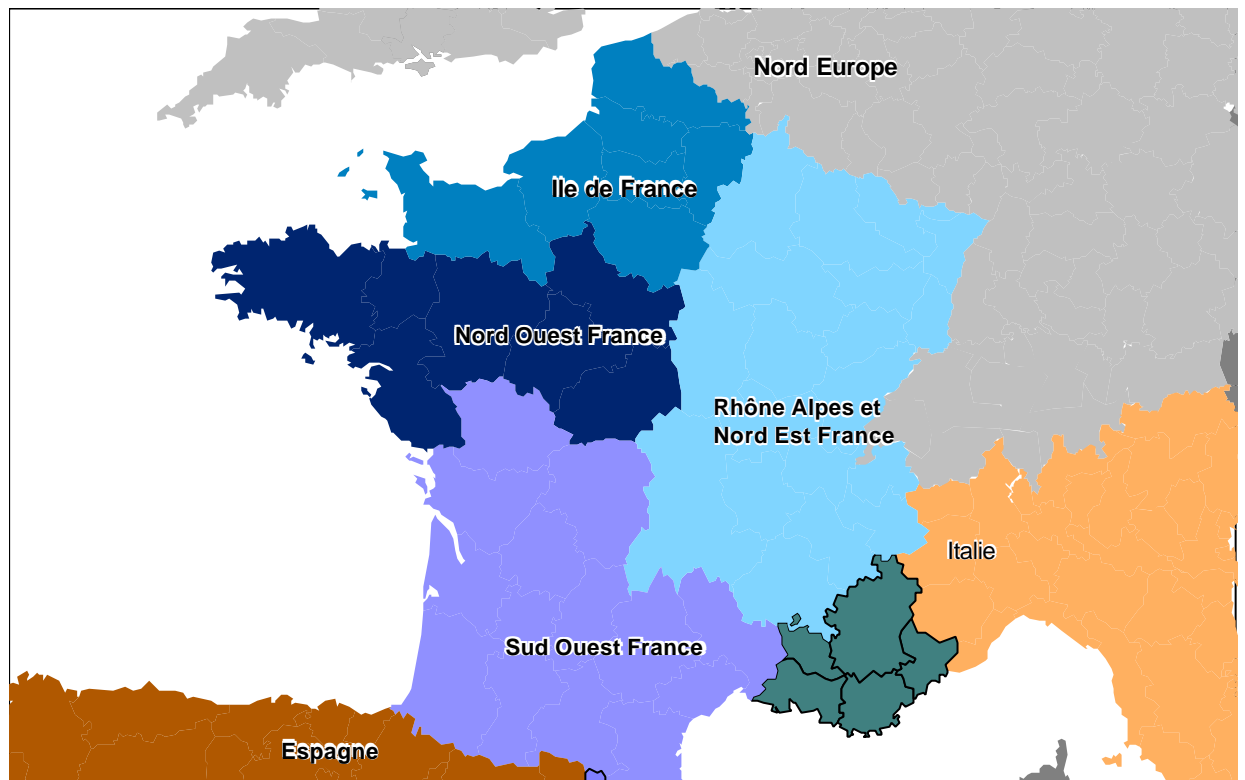 Nord Europe
Ile de France
Nord Ouest France
Rhône Alpes et
Nord Est France
Italie
Sud Ouest France
Espagne